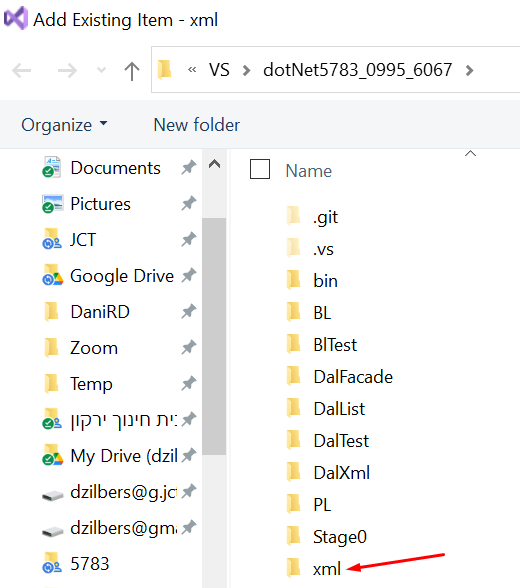 Add Existing Item - xml
« VS > dotNet5783_0995_6067 >
Organize New folder
Documents
Pictures
JCT
Google Drive
DaniRD
Zoom
Temp
ית חינוך ירקון
My Drive (dzil
dzilbers@g.jct
dzilbers@gma
5783
Name
.git
.vs
bin
BL
BlTest
DalFacade
DalList
DalTest
DalXml
PL
Stage0
xml